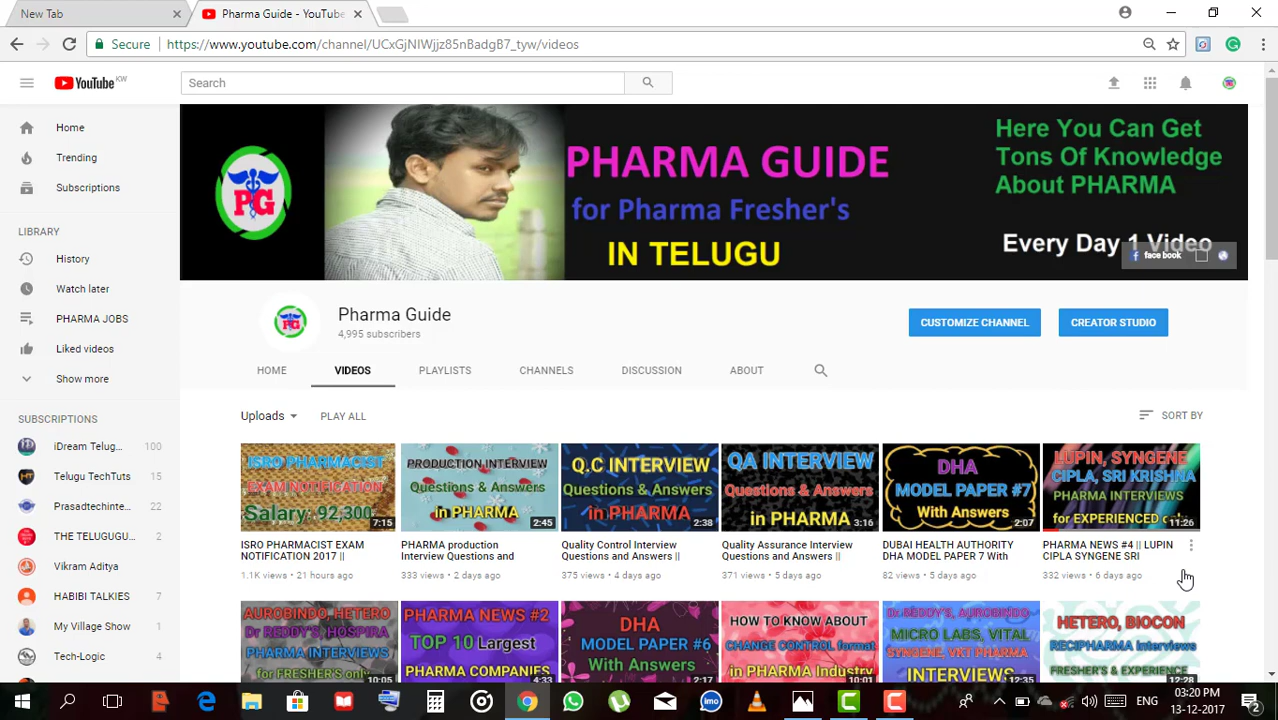 New Tab
Pharma Guide - YouTube
Secure
https://www.youtube.com/channel/UCxGjNIWjjz85nBadgB7_tyw/videos
YouTube KW
Search
Home
Trending
Subscriptions
LIBRARY
History
Watch later
PHARMA JOBS
Liked videos
Show more
SUBSCRIPTIONS
iDream Telug... 100
Telugu TechTuts 15
Prasadtechinte... 22
THE TELUGUGU... 2
Vikram Aditya
HABIBI TALKIES 7
My Village Show 1
Tech-Logic 4
PG
PHARMA GUIDE
for Pharma Fresher's
IN TELUGU
Here You Can Get
Tons Of Knowledge
About PHARMA
Every Day 1 Video
face book
PG
Pharma Guide
4,995 subscribers
CUSTOMIZE CHANNEL
CREATOR STUDIO
HOME VIDEOS PLAYLISTS CHANNELS DISCUSSION ABOUT
Uploads PLAY ALL
SORT BY
ISRO PHARMACIST
EXAM NOTIFICATION
Salary: 92,300
7:15
ISRO PHARMACIST EXAM
NOTIFICATION 2017 ||
1.1K views • 21 hours ago
PRODUCTION INTERVIEW
Questions & Answers
in PHARMA
2:45
PHARMA production
Interview Questions and
333 views • 2 days ago
Q.C INTERVIEW
Questions & Answers
in PHARMA
2:38
Quality Control Interview
Questions and Answers ||
375 views • 4 days ago
QA INTERVIEW
Questions & Answers
in PHARMA
3:16
Quality Assurance Interview
Questions and Answers ||
371 views • 5 days ago
DHA
MODEL PAPER #7
With Answers
2:07
DUBAI HEALTH AUTHORITY
DHA MODEL PAPER 7 With
82 views • 5 days ago
LUPIN, SYNGENE
CIPLA, SRI KRISHNA
PHARMA INTERVIEWS
for EXPERIENCED
11:26
PHARMA NEWS #4 || LUPIN
CIPLA SYNGENE SRI
332 views • 6 days ago
AUROBINDO, HETERO
Dr REDDY'S, HOSPIRA
PHARMA INTERVIEWS
for FRESHER'S only
10:05
PHARMA NEWS #2
TOP 10 Largest
PHARMA COMPANIES
4:33
DHA
MODEL PAPER #6
With Answers
2:17
HOW TO KNOW ABOUT
CHANGE CONTROL format
in PHARMA Industry
10:01
Dr REDDY'S, AUROBINDO
MICRO LABS, VITAL
SYNGENE, VKT PHARMA
INTERVIEWS
12:35
HETERO, BIOCON
RECIPHARMA Interviews
FRESHER'S & EXPERIENCE
12:28
imo
ENG
03:20 PM
13-12-2017
2